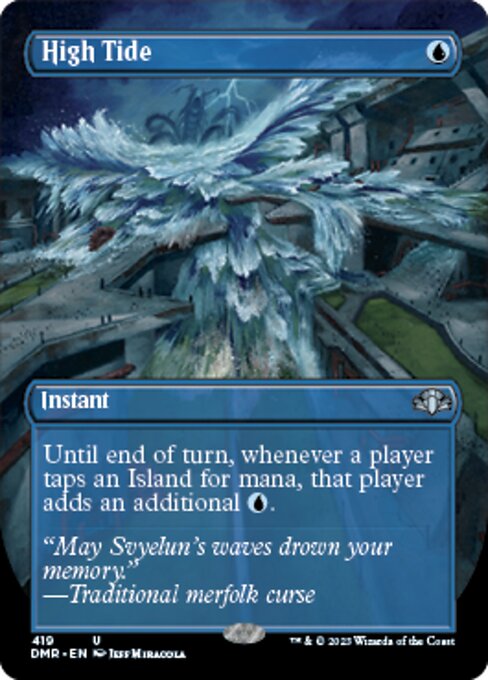 High Tide
Instant
Until end of turn, whenever a player
taps an Island for mana, that player
adds an additional .
“May Svyelun’s waves drown your
memory.”
—Traditional merfolk curse
419 U
DMR • EN Jeff Miracola
™ & © 2023 Wizards of the Coast